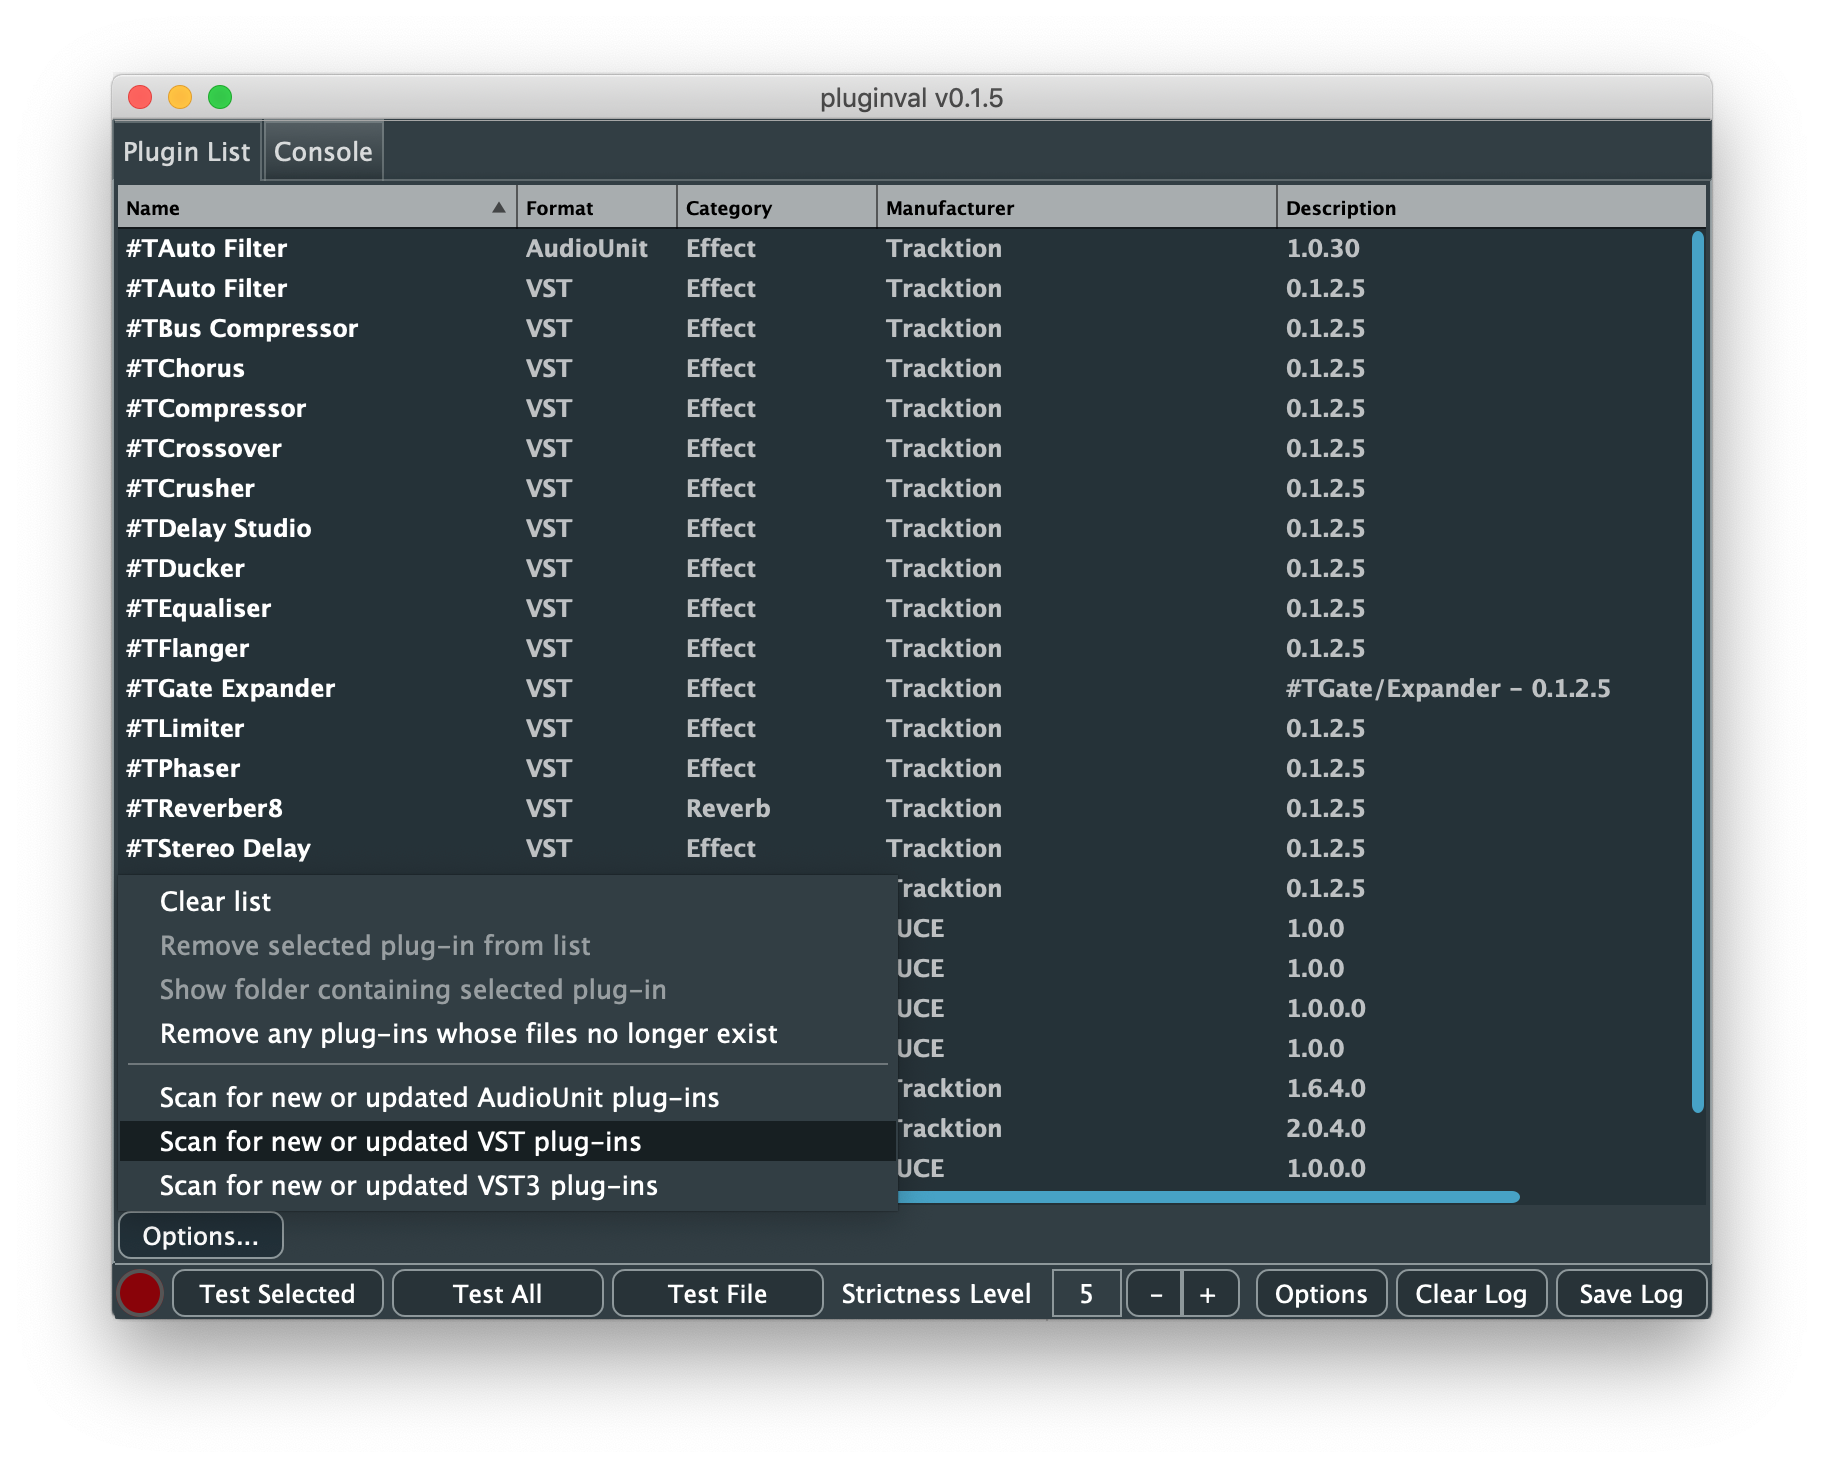 pluginval v0.1.5
Plugin List Console
Name Format Category Manufacturer Description
#TAuto Filter AudioUnit Effect Tracktion 1.0.30
#TAuto Filter VST Effect Tracktion 0.1.2.5
#TBus Compressor VST Effect Tracktion 0.1.2.5
#TChorus VST Effect Tracktion 0.1.2.5
#TCompressor VST Effect Tracktion 0.1.2.5
#TCrossover VST Effect Tracktion 0.1.2.5
#TCrusher VST Effect Tracktion 0.1.2.5
#TDelay Studio VST Effect Tracktion 0.1.2.5
#TDucker VST Effect Tracktion 0.1.2.5
#TEqualiser VST Effect Tracktion 0.1.2.5
#TFlanger VST Effect Tracktion 0.1.2.5
#TGate Expander VST Effect Tracktion #TGate/Expander - 0.1.2.5
#TLimiter VST Effect Tracktion 0.1.2.5
#TPhaser VST Effect Tracktion 0.1.2.5
#TReverber8 VST Reverb Tracktion 0.1.2.5
#TStereo Delay VST Effect Tracktion 0.1.2.5
Tracktion 0.1.2.5
UCE 1.0.0
UCE 1.0.0
UCE 1.0.0.0
UCE 1.0.0
Tracktion 1.6.4.0
Tracktion 2.0.4.0
UCE 1.0.0.0
Clear list
Remove selected plug-in from list
Show folder containing selected plug-in
Remove any plug-ins whose files no longer exist
Scan for new or updated AudioUnit plug-ins
Scan for new or updated VST plug-ins
Scan for new or updated VST3 plug-ins
Options...
Test Selected Test All Test File Strictness Level 5 - + Options Clear Log Save Log